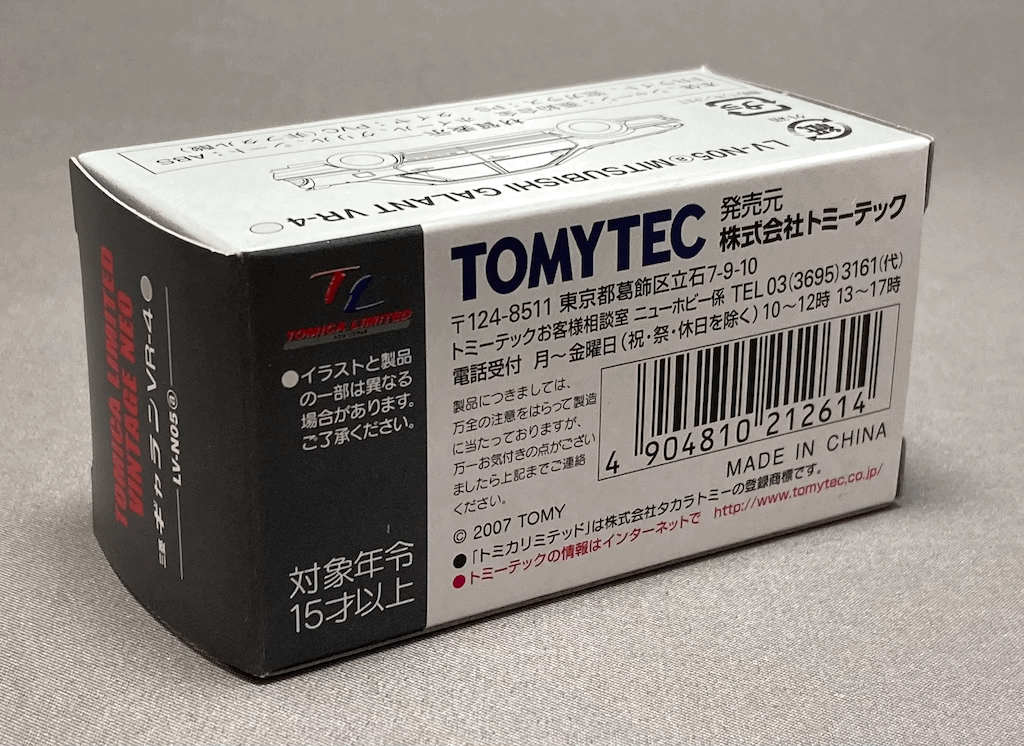 LV-N05ⓐMITSUBISHI GALANT VR-4
材質表示
TOMICA LIMITED
VINTAGE NEO
三菱ギャランVR-4
LV-N05ⓐ
TL
TOMICA LIMITED
●イラストと製品
の一部は異なる
場合があります。
ご了承ください。
対象年令
15才以上
TOMYTEC
発売元
株式会社トミーテック
〒124-8511 東京都葛飾区立石7-9-10
トミーテックお客様相談室 ニューホビー係 TEL 03(3695)3161(代)
電話受付 月〜金曜日(祝・祭・休日を除く) 10〜12時 13〜17時
製品につきましては、
万全の注意をはらって製造
に当たっておりますが、
万一お気付きの点がござい
ましたら上記までご連絡
ください。
4 904810 212614
MADE IN CHINA
© 2007 TOMY
●「トミカリミテッド」は株式会社タカラトミーの登録商標です。
●トミーテックの情報はインターネットで http://www.tomytec.co.jp/